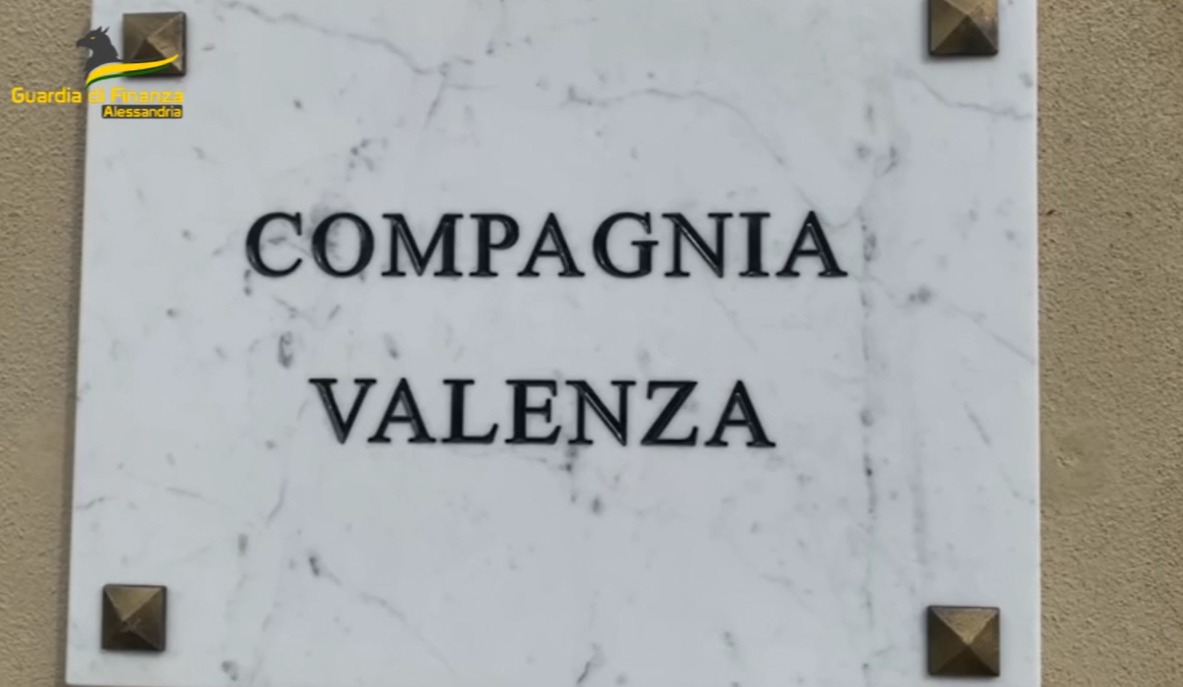 Guardia di Finanza
Alessandria
COMPAGNIA
VALENZA